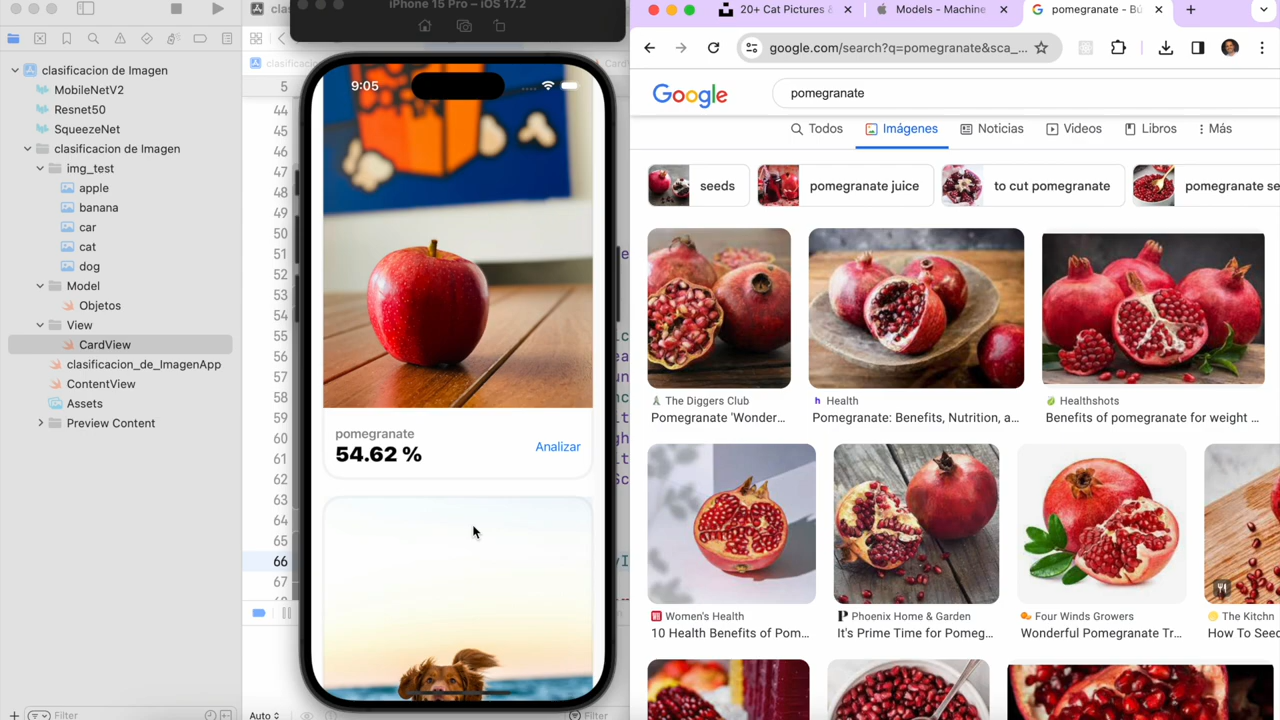 clasificacion de Imagen
MobileNetV2
Resnet50
SqueezeNet
clasificacion de Imagen
img_test
apple
banana
car
cat
dog
Model
Objetos
View
CardView
clasificacion_de_ImagenApp
ContentView
Assets
Preview Content
Filter
5
44
45
46
47
48
49
50
51
52
53
54
55
56
57
58
59
60
61
62
63
64
65
66
67
Auto
Filter
iPhone 15 Pro – iOS 17.2
9:05
pomegranate
54.62 %
Analizar
20+ Cat Pictures
Models - Machine
pomegranate - Bú
google.com/search?q=pomegranate&sca_...
Google
pomegranate
Todos
Imágenes
Noticias
Videos
Libros
Más
seeds
pomegranate juice
to cut pomegranate
pomegranate se
The Diggers Club
Pomegranate 'Wonder...
Health
Pomegranate: Benefits, Nutrition, a...
Healthshots
Benefits of pomegranate for weight ...
Women's Health
10 Health Benefits of Pom...
Phoenix Home & Garden
It's Prime Time for Pomeg...
Four Winds Growers
Wonderful Pomegranate Tr...
The Kitchn
How To Seed